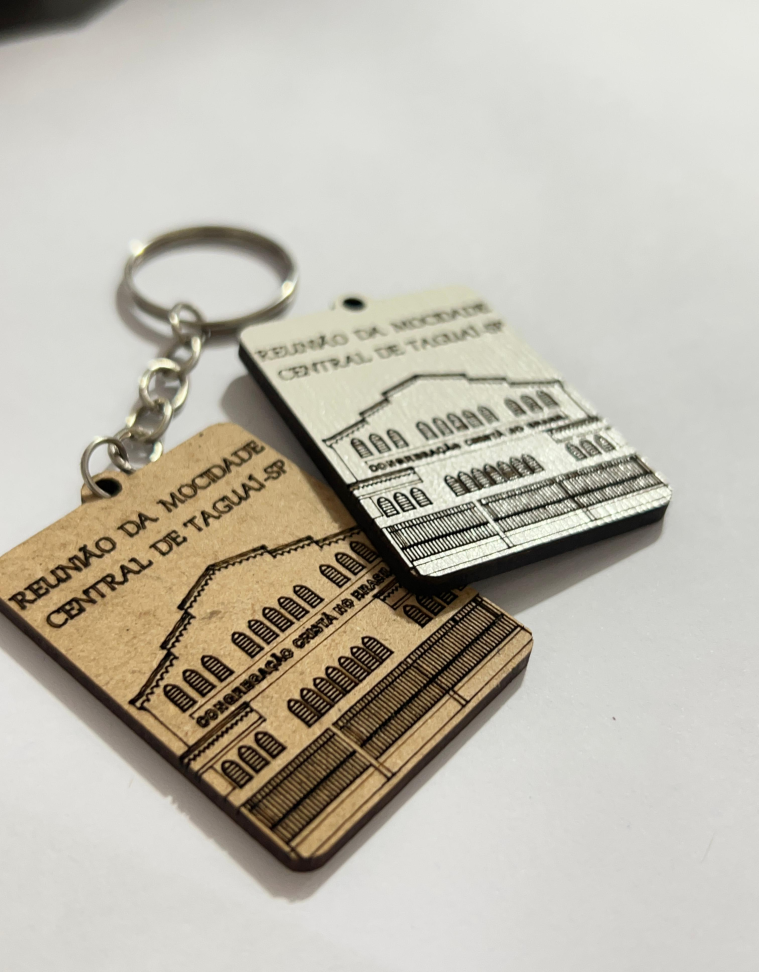 REUNIÃO DA MOCIDADE
CENTRAL DE TAGUAÍ-SP
CONGREGAÇÃO CRISTÃ NO BRASIL
REUNIÃO DA MOCIDADE
CENTRAL DE TAGUAÍ-SP
CONGREGAÇÃO CRISTÃ NO BRASIL